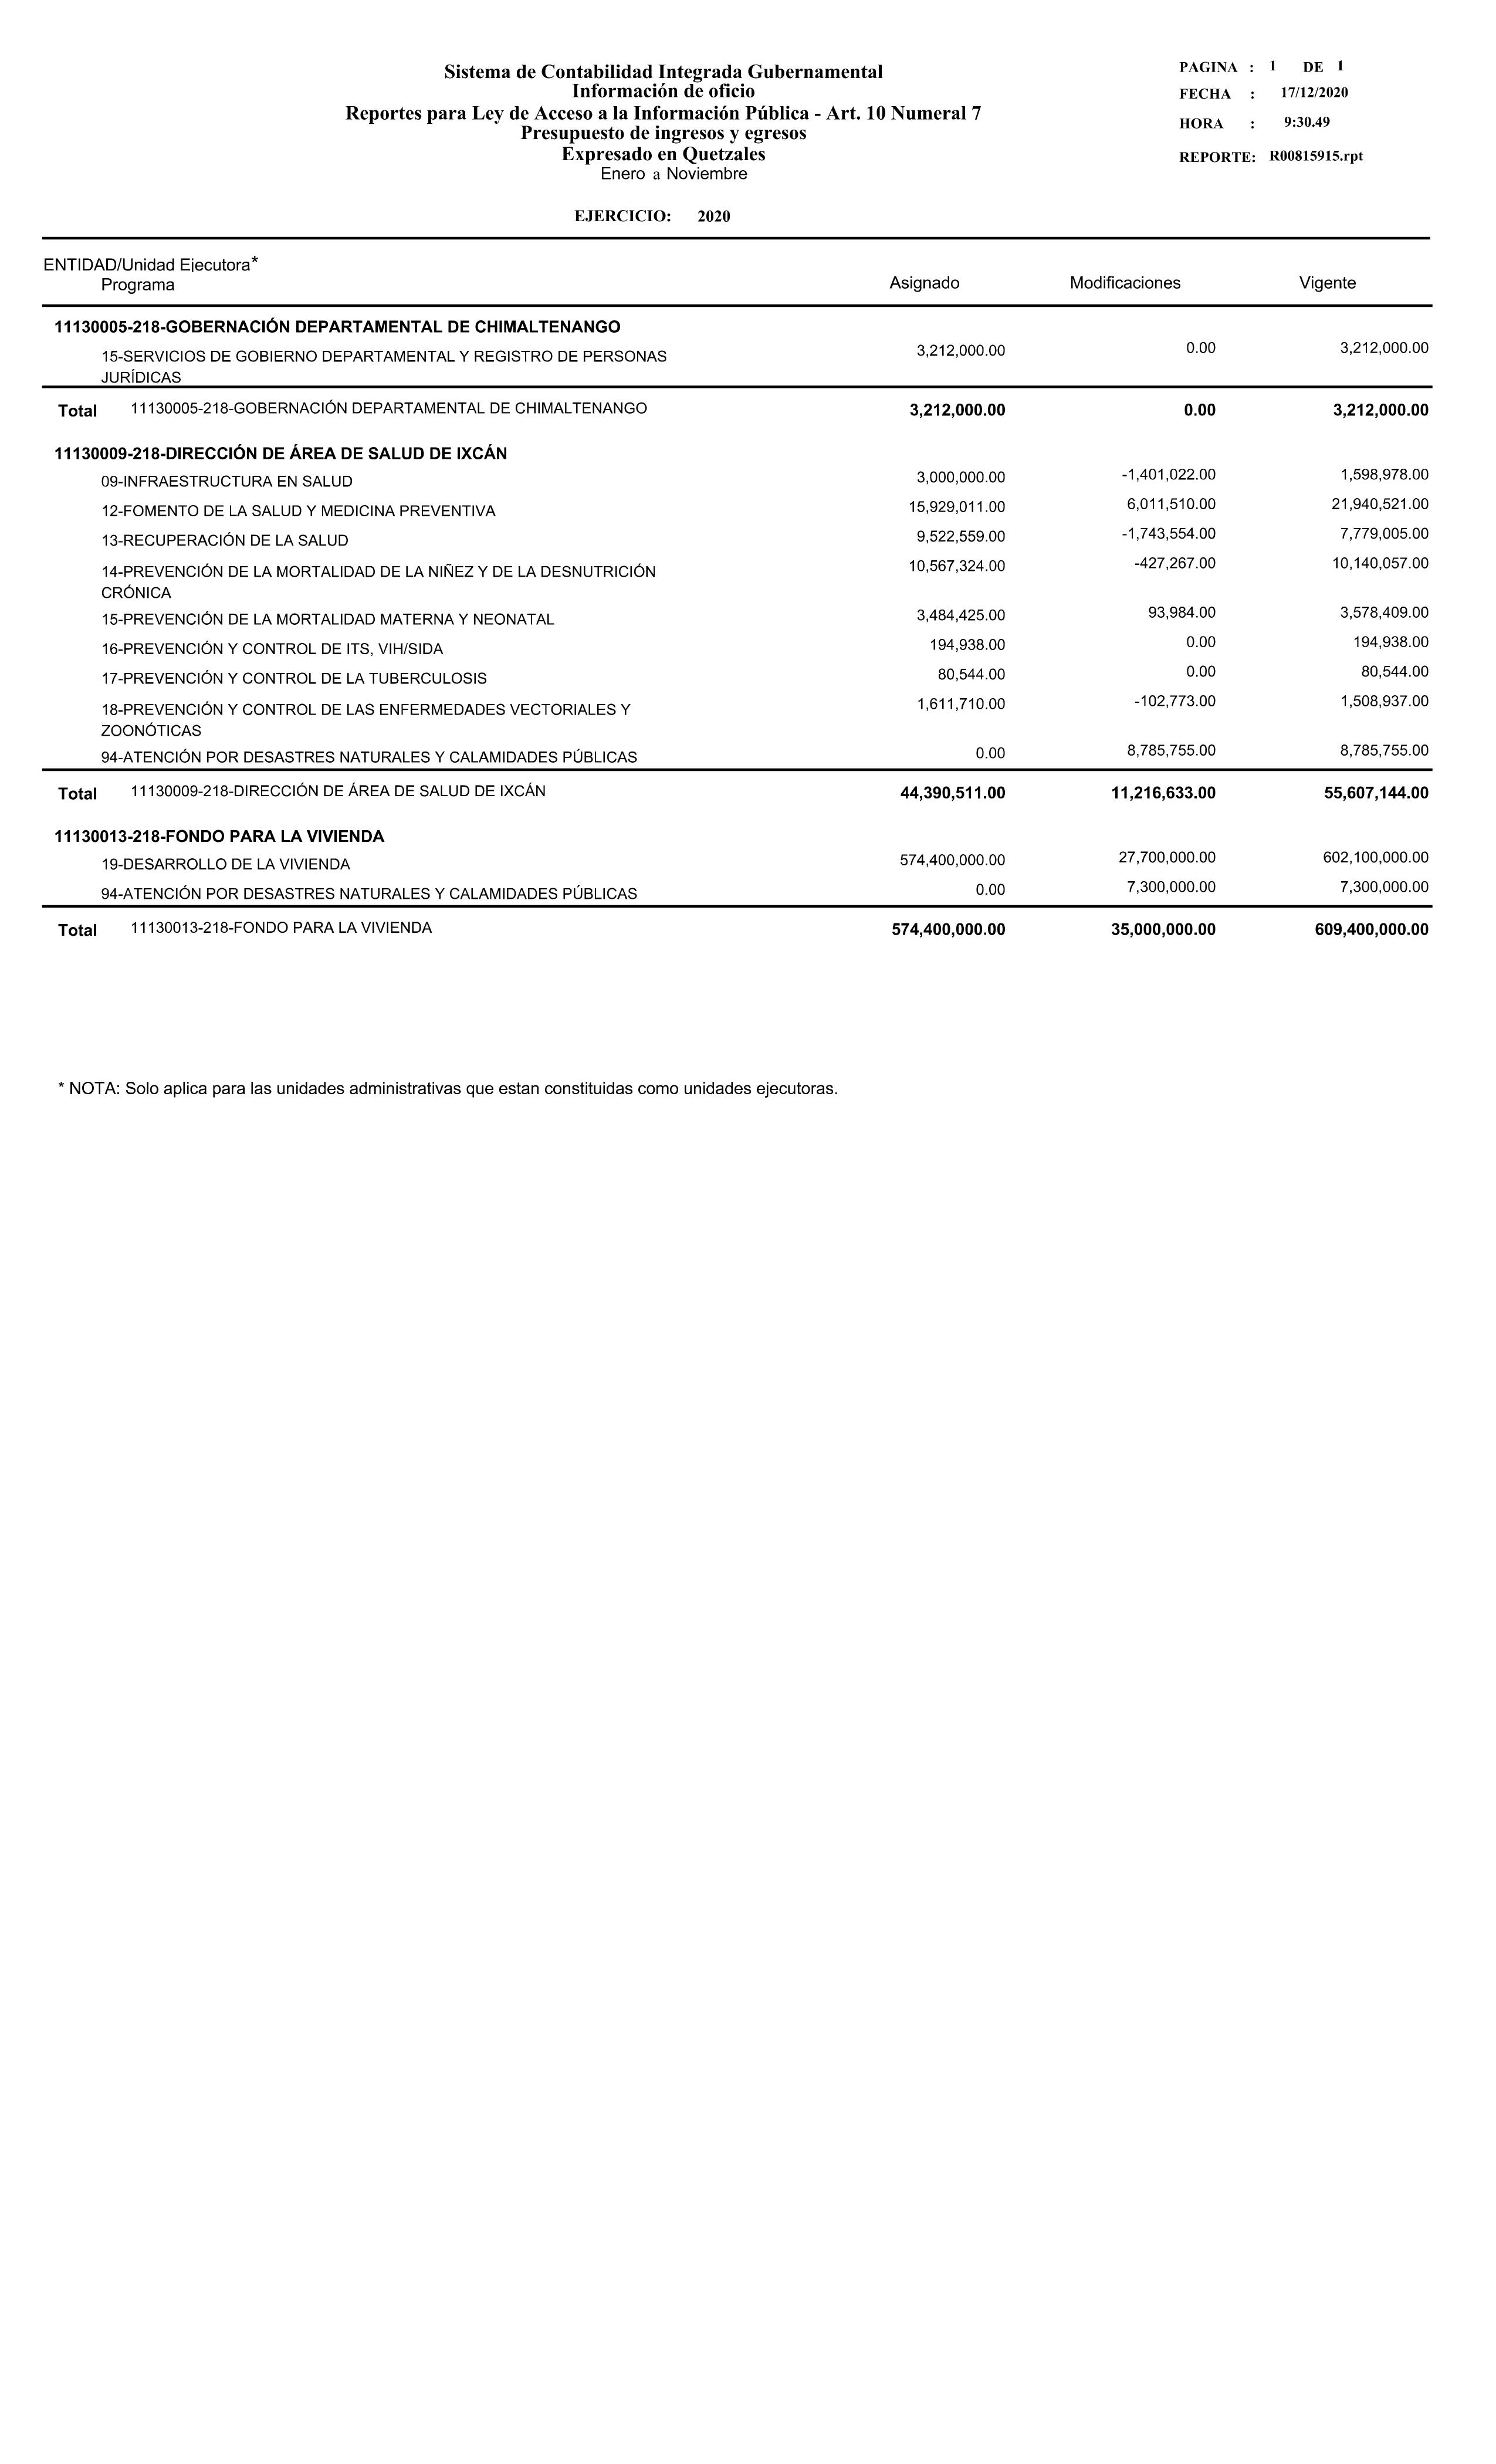 Sistema de Contabilidad Integrada Gubernamental
Información de oficio
Reportes para Ley de Acceso a la Información Pública - Art. 10 Numeral 7
Presupuesto de ingresos y egresos
Expresado en Quetzales
Enero a Noviembre
EJERCICIO: 2020
PAGINA : 1 DE 1
FECHA : 17/12/2020
HORA : 9:30.49
REPORTE: R00815915.rpt
ENTIDAD/Unidad Ejecutora*
Programa Asignado Modificaciones Vigente
11130005-218-GOBERNACIÓN DEPARTAMENTAL DE CHIMALTENANGO
15-SERVICIOS DE GOBIERNO DEPARTAMENTAL Y REGISTRO DE PERSONAS 3,212,000.00 0.00 3,212,000.00
JURÍDICAS
Total 11130005-218-GOBERNACIÓN DEPARTAMENTAL DE CHIMALTENANGO 3,212,000.00 0.00 3,212,000.00
11130009-218-DIRECCIÓN DE ÁREA DE SALUD DE IXCÁN
09-INFRAESTRUCTURA EN SALUD 3,000,000.00 -1,401,022.00 1,598,978.00
12-FOMENTO DE LA SALUD Y MEDICINA PREVENTIVA 15,929,011.00 6,011,510.00 21,940,521.00
13-RECUPERACIÓN DE LA SALUD 9,522,559.00 -1,743,554.00 7,779,005.00
14-PREVENCIÓN DE LA MORTALIDAD DE LA NIÑEZ Y DE LA DESNUTRICIÓN 10,567,324.00 -427,267.00 10,140,057.00
CRÓNICA
15-PREVENCIÓN DE LA MORTALIDAD MATERNA Y NEONATAL 3,484,425.00 93,984.00 3,578,409.00
16-PREVENCIÓN Y CONTROL DE ITS, VIH/SIDA 194,938.00 0.00 194,938.00
17-PREVENCIÓN Y CONTROL DE LA TUBERCULOSIS 80,544.00 0.00 80,544.00
18-PREVENCIÓN Y CONTROL DE LAS ENFERMEDADES VECTORIALES Y 1,611,710.00 -102,773.00 1,508,937.00
ZOONÓTICAS
94-ATENCIÓN POR DESASTRES NATURALES Y CALAMIDADES PÚBLICAS 0.00 8,785,755.00 8,785,755.00
Total 11130009-218-DIRECCIÓN DE ÁREA DE SALUD DE IXCÁN 44,390,511.00 11,216,633.00 55,607,144.00
11130013-218-FONDO PARA LA VIVIENDA
19-DESARROLLO DE LA VIVIENDA 574,400,000.00 27,700,000.00 602,100,000.00
94-ATENCIÓN POR DESASTRES NATURALES Y CALAMIDADES PÚBLICAS 0.00 7,300,000.00 7,300,000.00
Total 11130013-218-FONDO PARA LA VIVIENDA 574,400,000.00 35,000,000.00 609,400,000.00
* NOTA: Solo aplica para las unidades administrativas que estan constituidas como unidades ejecutoras.